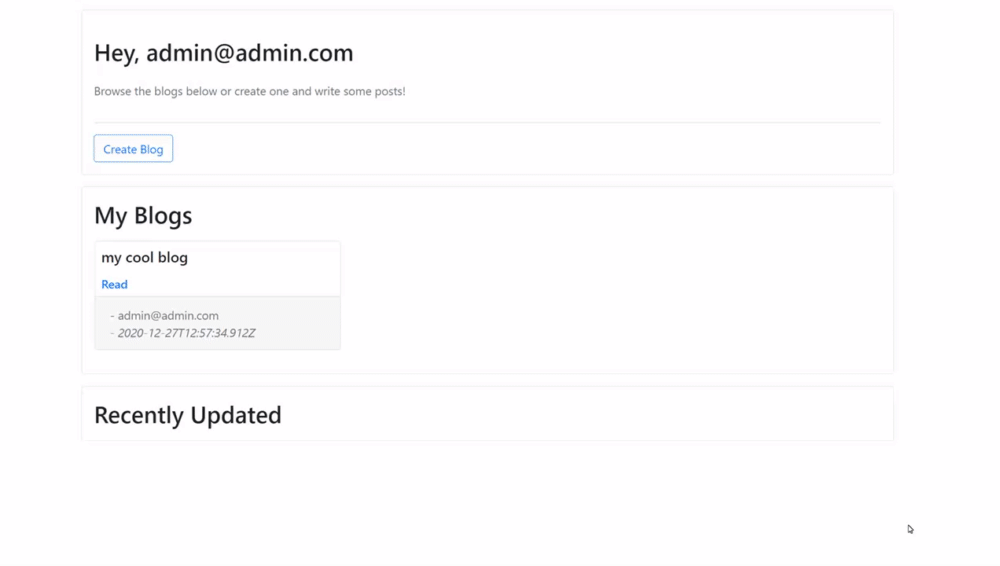 Hey, admin@admin.com
Browse the blogs below or create one and write some posts!
Create Blog
My Blogs
my cool blog
Read
- admin@admin.com
- 2020-12-27T12:57:34.912Z
Recently Updated